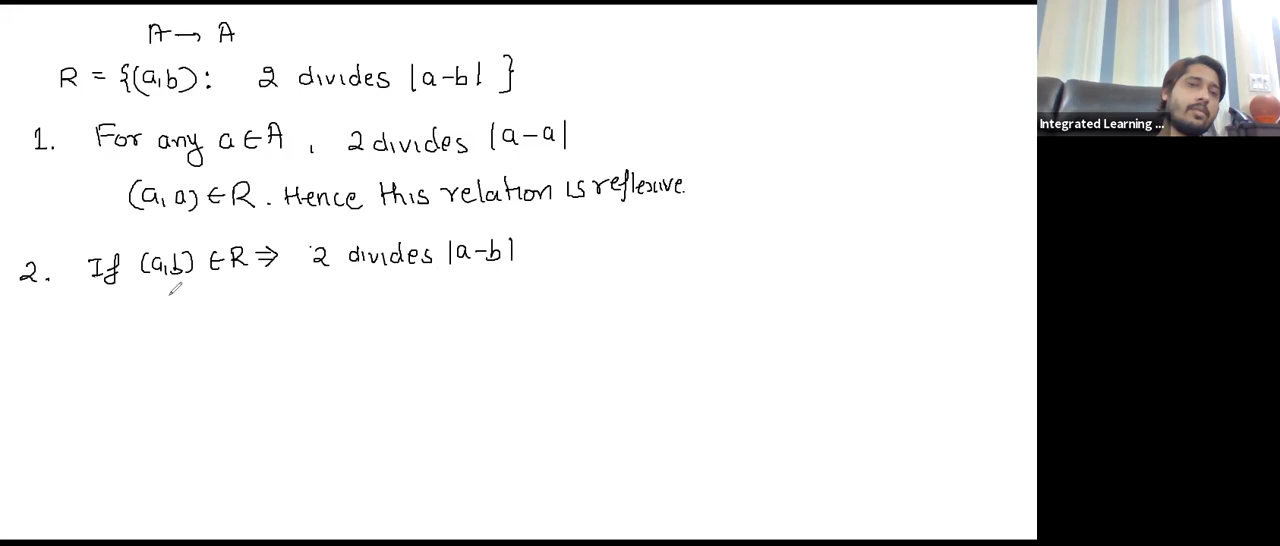 A → A
R = {(a,b): 2 divides |a-b| }
1. For any a ∈ A , 2 divides |a-a|
(a, a) ∈ R . Hence this relation is reflexive.
2. If (a,b) ∈ R ⇒ 2 divides |a-b|
Integrated Learning ...